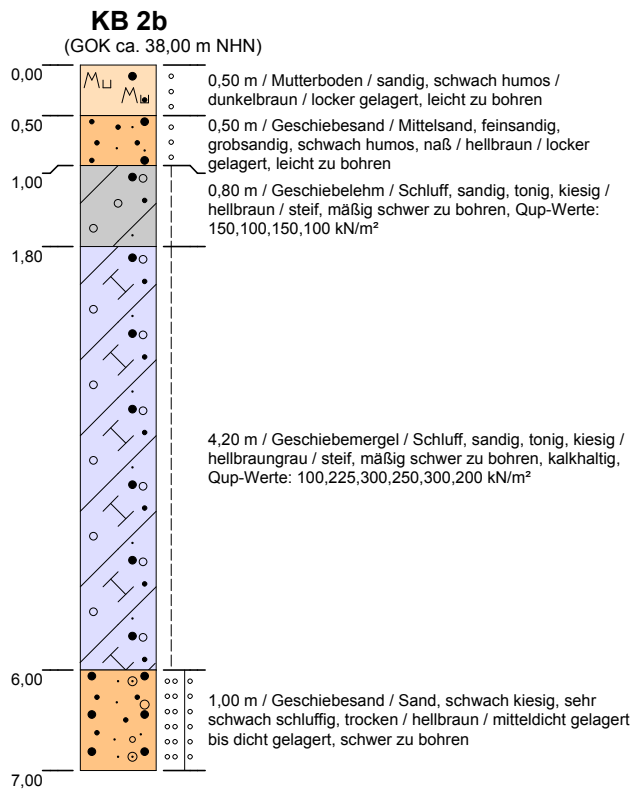 KB 2b
(GOK ca. 38,00 m NHN)
0,00
0,50 m / Mutterboden / sandig, schwach humos /
dunkelbraun / locker gelagert, leicht zu bohren
0,50
0,50 m / Geschiebesand / Mittelsand, feinsandig,
grobsandig, schwach humos, naß / hellbraun / locker
gelagert, leicht zu bohren
1,00
0,80 m / Geschiebelehm / Schluff, sandig, tonig, kiesig /
hellbraun / steif, mäßig schwer zu bohren, Qup-Werte:
150,100,150,100 kN/m²
1,80
4,20 m / Geschiebemergel / Schluff, sandig, tonig, kiesig /
hellbraungrau / steif, mäßig schwer zu bohren, kalkhaltig,
Qup-Werte: 100,225,300,250,300,200 kN/m²
6,00
1,00 m / Geschiebesand / Sand, schwach kiesig, sehr
schwach schluffig, trocken / hellbraun / mitteldicht gelagert
bis dicht gelagert, schwer zu bohren
7,00